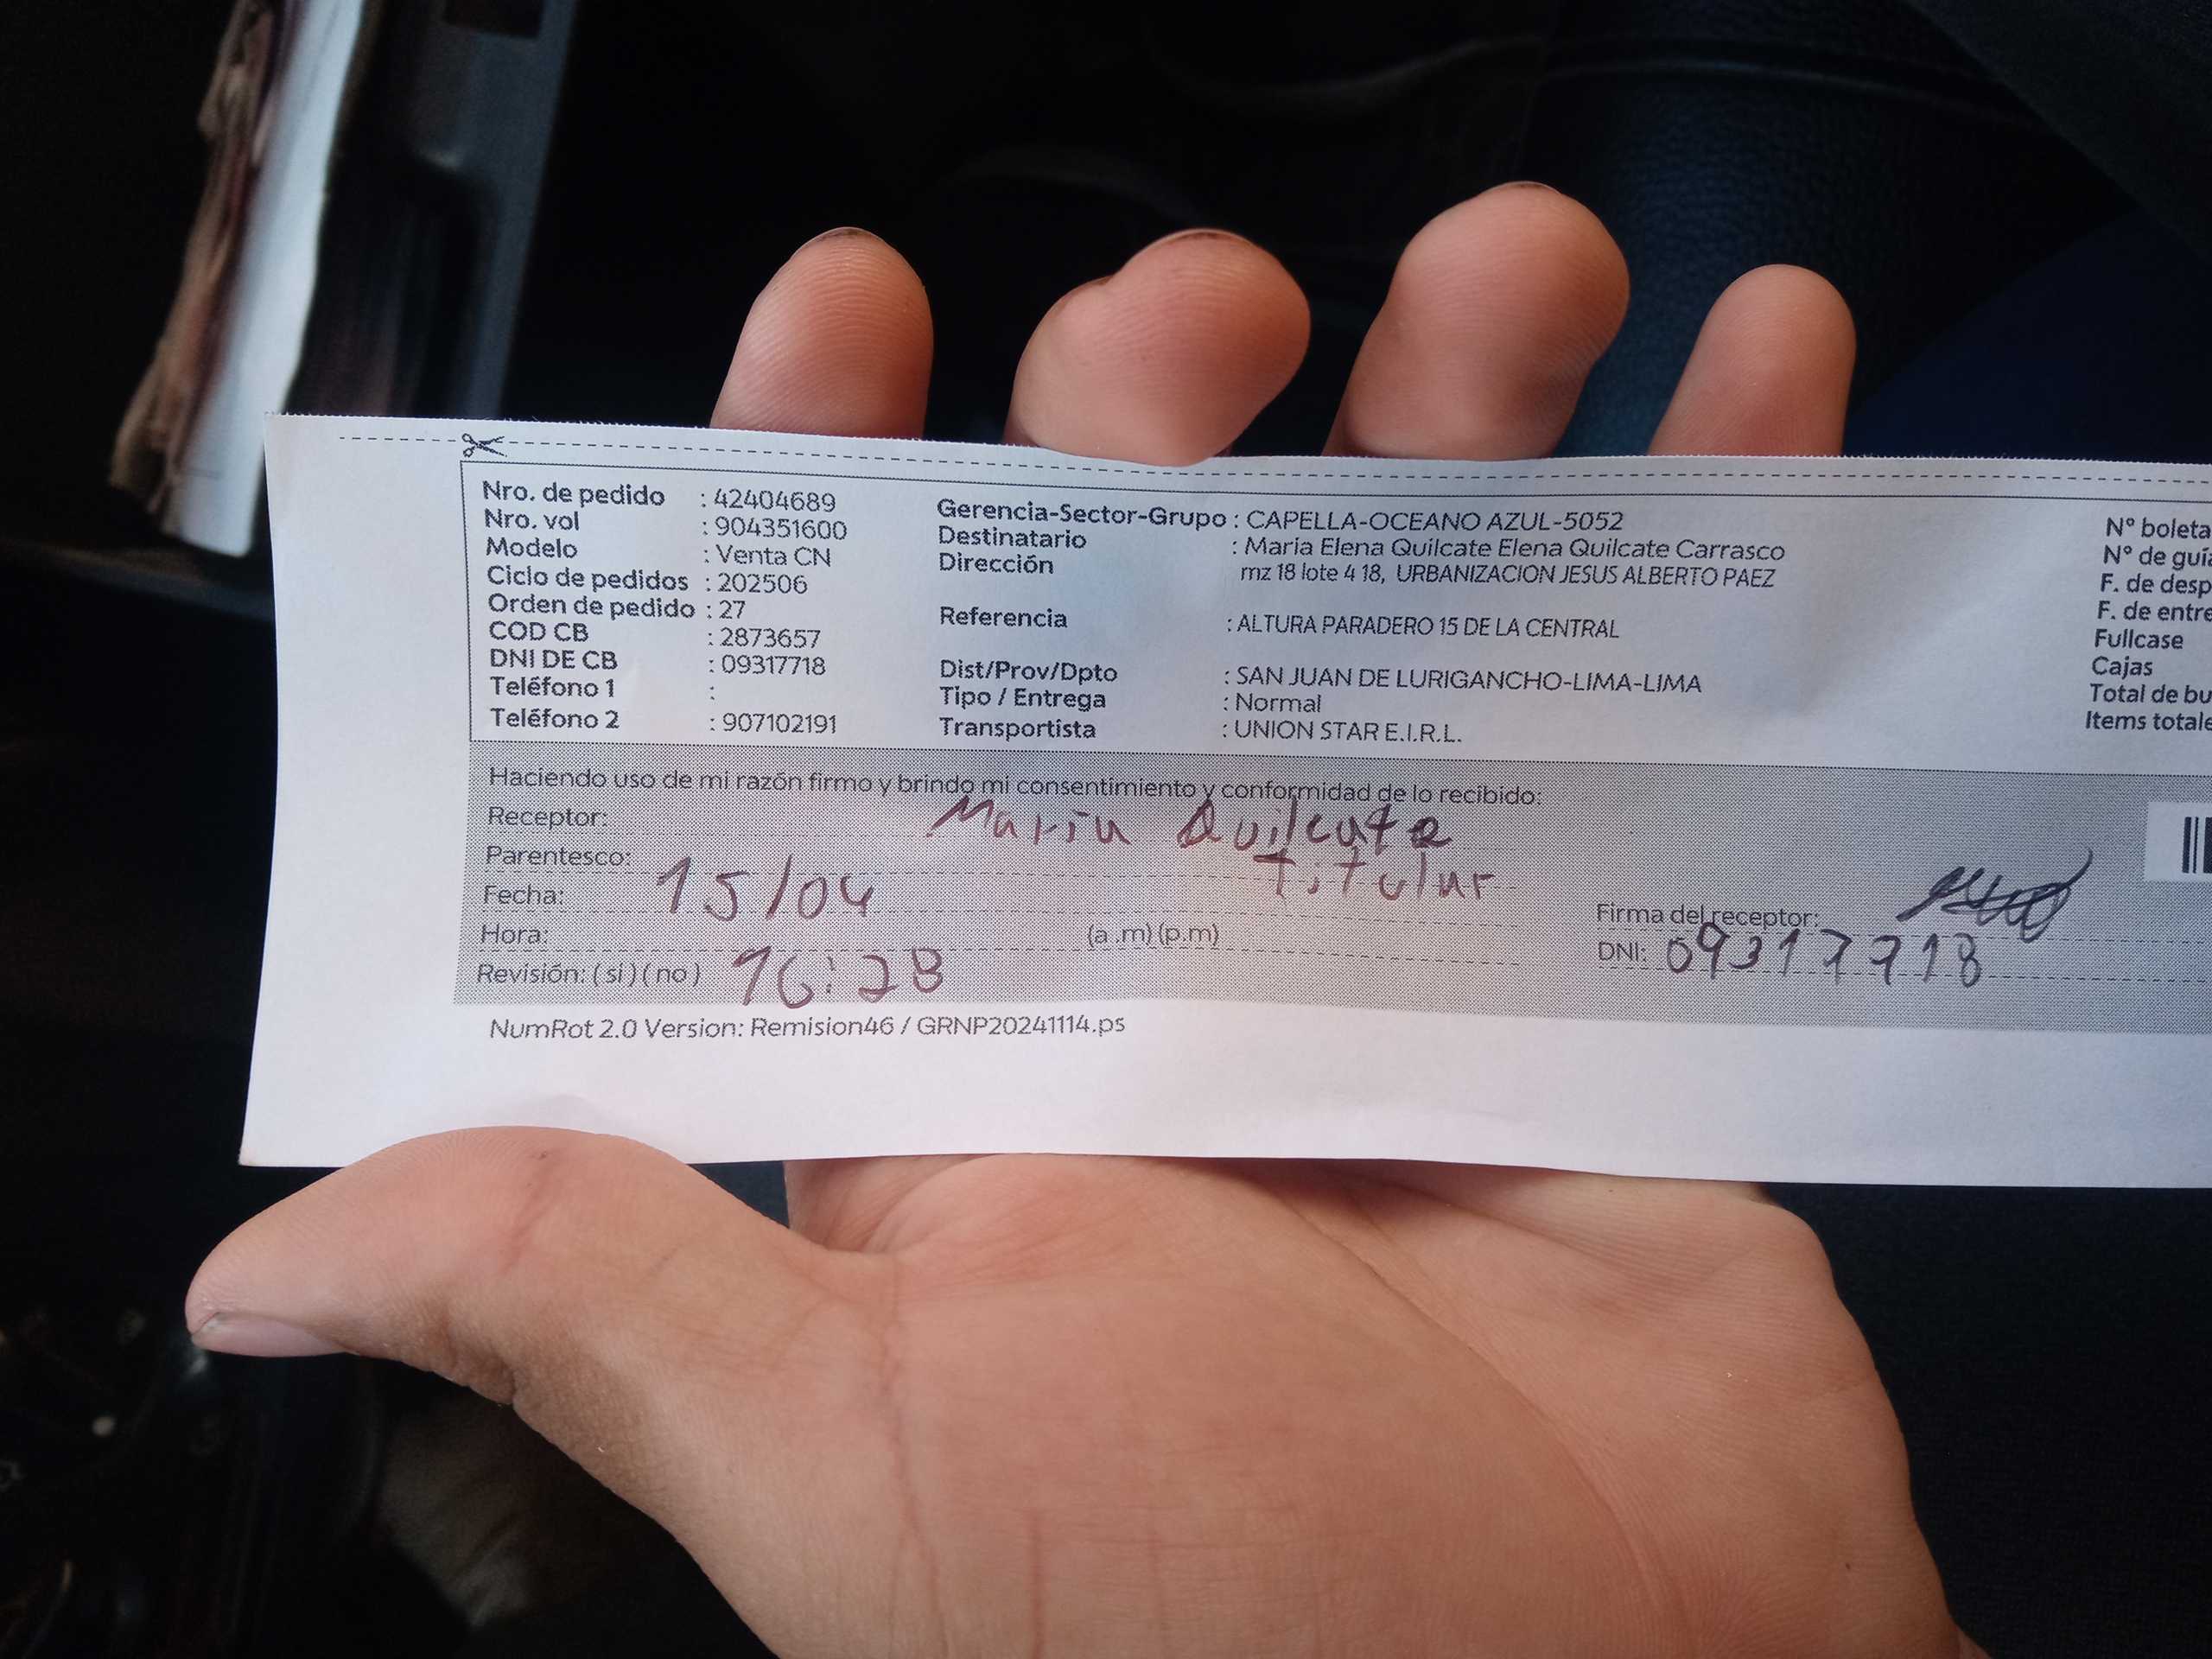 Nro. de pedido : 42404689
Nro. vol : 904351600
Modelo : Venta CN
Ciclo de pedidos : 202506
Orden de pedido : 27
COD CB : 2873657
DNI DE CB : 09317718
Teléfono 1 :
Teléfono 2 : 907102191
Gerencia-Sector-Grupo : CAPELLA-OCEANO AZUL-5052
Destinatario : Maria Elena Quilcate Elena Quilcate Carrasco
Dirección mz 18 lote 4 18, URBANIZACION JESUS ALBERTO PAEZ
Referencia : ALTURA PARADERO 15 DE LA CENTRAL
Dist/Prov/Dpto : SAN JUAN DE LURIGANCHO-LIMA-LIMA
Tipo / Entrega : Normal
Transportista : UNION STAR E.I.R.L.
N° boleta
N° de guía
F. de desp
F. de entre
Fullcase
Cajas
Total de bu
Items totale
Haciendo uso de mi razón firmo y brindo mi consentimiento y conformidad de lo recibido:
Receptor: Maria Quilcate
Parentesco: Titular
Fecha: 15/04
Hora: 16:28 (a .m) (p.m)
Revisión: ( si ) ( no )
Firma del receptor:
DNI: 09317718
NumRot 2.0 Version: Remision46 / GRNP20241114.ps